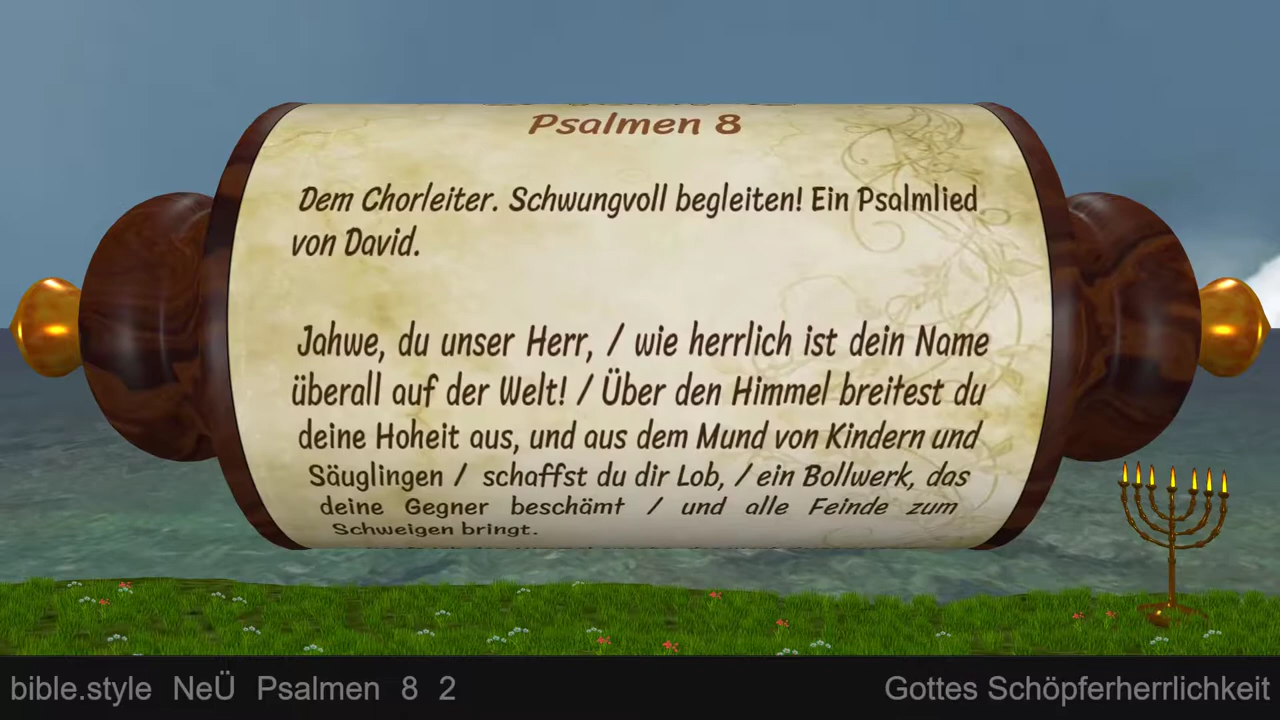 Psalmen 8
Dem Chorleiter. Schwungvoll begleiten! Ein Psalmlied
von David.
Jahwe, du unser Herr, / wie herrlich ist dein Name
überall auf der Welt! / Über den Himmel breitest du
deine Hoheit aus, und aus dem Mund von Kindern und
Säuglingen / schaffst du dir Lob, / ein Bollwerk, das
deine Gegner beschämt / und alle Feinde zum
Schweigen bringt.
bible.style NeÜ Psalmen 8 2
Gottes Schöpferherrlichkeit